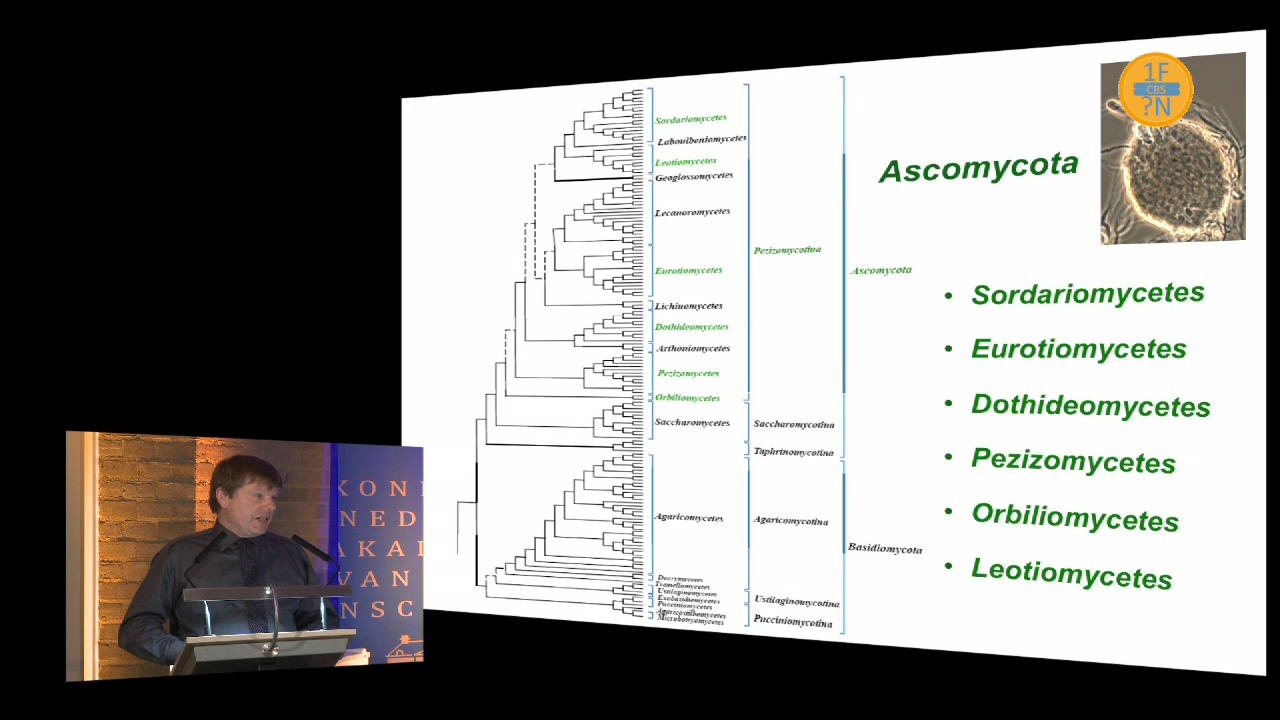 1F
CBS
?N
Ascomycota
Sordariomycetes
Laboulbeniomycetes
Leotiomycetes
Geoglossomycetes
Lecanoromycetes
Eurotiomycetes
Lichinomycetes
Dothideomycetes
Arthoniomycetes
Pezizomycetes
Orbiliomycetes
Saccharomycetes
Agaricomycetes
Dacrymycetes
Tremellomycetes
Ustilaginomycetes
Exobasidiomycetes
Pucciniomycetes
Agaricostilbomycetes
Microbotryomycetes
Pezizomycotina
Saccharomycotina
Taphrinomycotina
Agaricomycotina
Ustilaginomycotina
Pucciniomycotina
Ascomycota
Basidiomycota
• Sordariomycetes
• Eurotiomycetes
• Dothideomycetes
• Pezizomycetes
• Orbiliomycetes
• Leotiomycetes
KONI
NED
AKAI
VAN
NSC